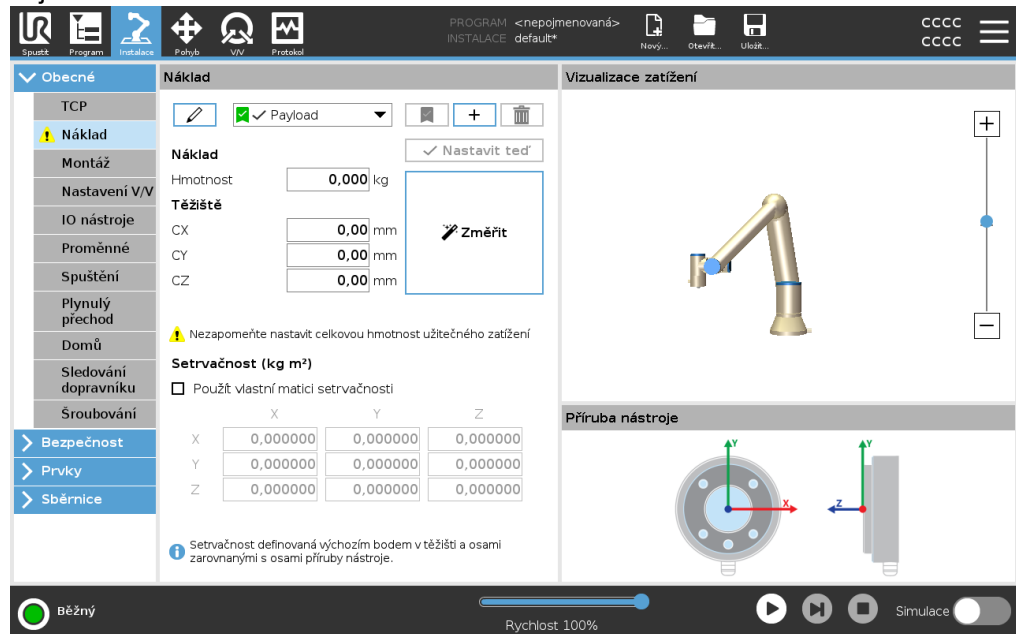 UR
Spustit
Program
Instalace
Pohyb
V/V
Protokol
PROGRAM <nepojmenovaná>
INSTALACE default*
Nový...
Otevřít...
Uložit...
CCCC
CCCC
Obecné
TCP
Náklad
Montáž
Nastavení V/V
IO nástroje
Proměnné
Spuštění
Plynulý
přechod
Domů
Sledování
dopravníku
Šroubování
Bezpečnost
Prvky
Sběrnice
Náklad
Payload
Náklad
Nastavit teď
Hmotnost 0,000 kg
Těžiště
CX 0,00 mm
CY 0,00 mm
CZ 0,00 mm
Změřit
Nezapomeňte nastavit celkovou hmotnost užitečného zatížení
Setrvačnost (kg m²)
Použít vlastní matici setrvačnosti
X Y Z
X 0,000000 0,000000 0,000000
Y 0,000000 0,000000 0,000000
Z 0,000000 0,000000 0,000000
Setrvačnost definovaná výchozím bodem v těžišti a osami
zarovnanými s osami příruby nástroje.
Vizualizace zatížení
Příruba nástroje
Y
X
Y
Z
Běžný
Rychlost 100%
Simulace